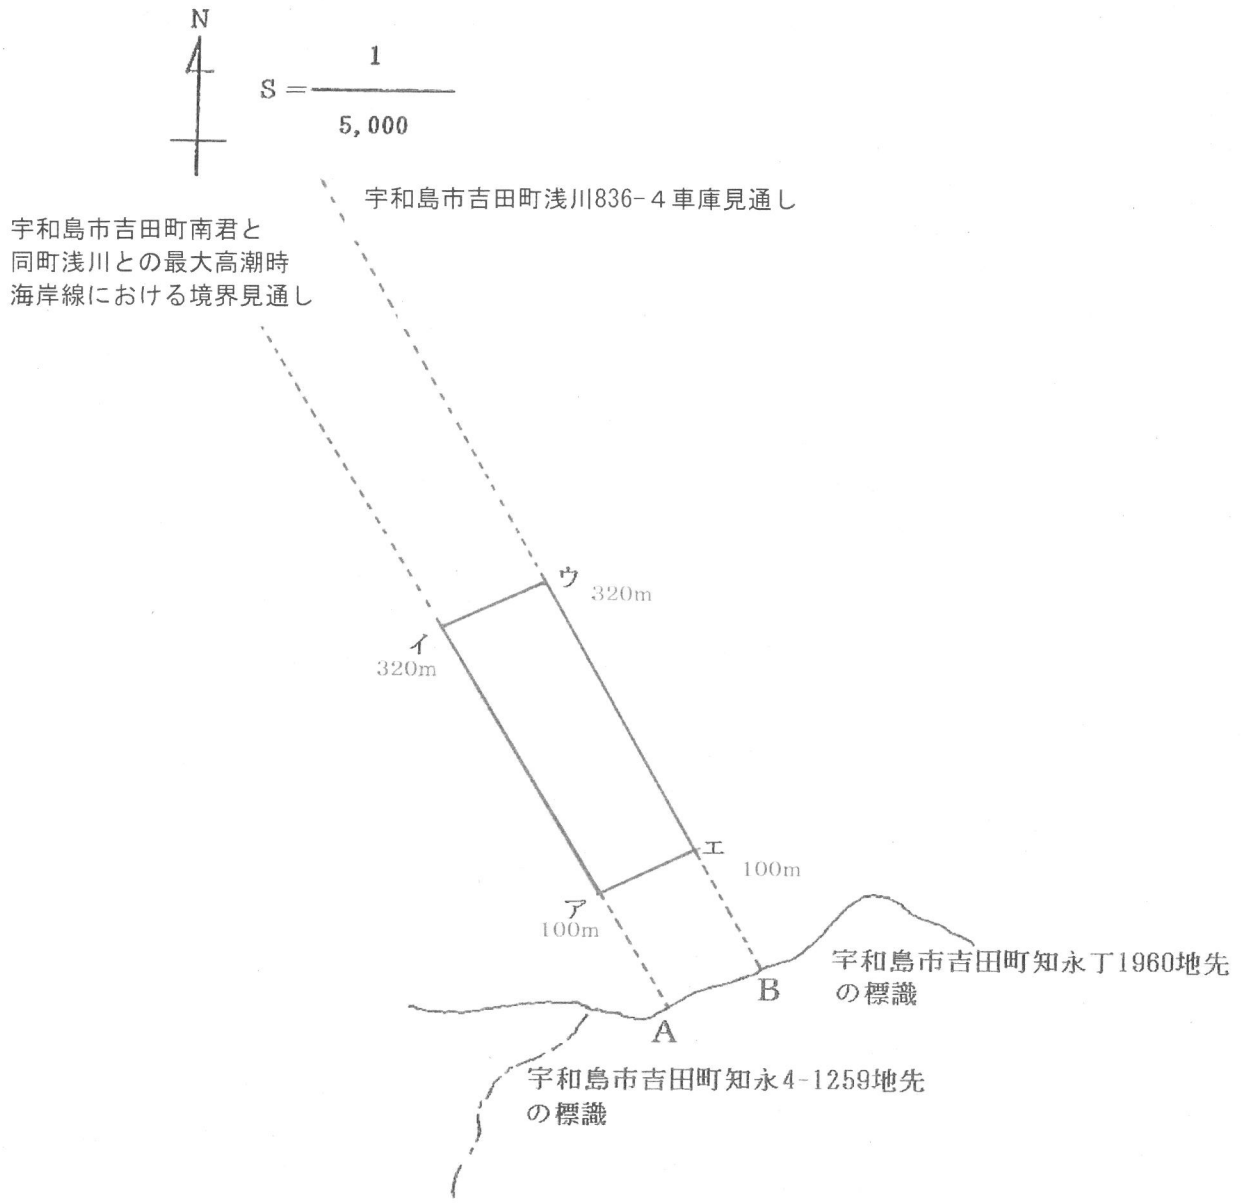 N
S = 1
5,000
宇和島市吉田町浅川836-4車庫見通し
宇和島市吉田町南君と
同町浅川との最大高潮時
海岸線における境界見通し
ウ
320m
イ
320m
エ
100m
ア
100m
宇和島市吉田町知永丁1960地先
の標識
B
A
宇和島市吉田町知永4-1259地先
の標識